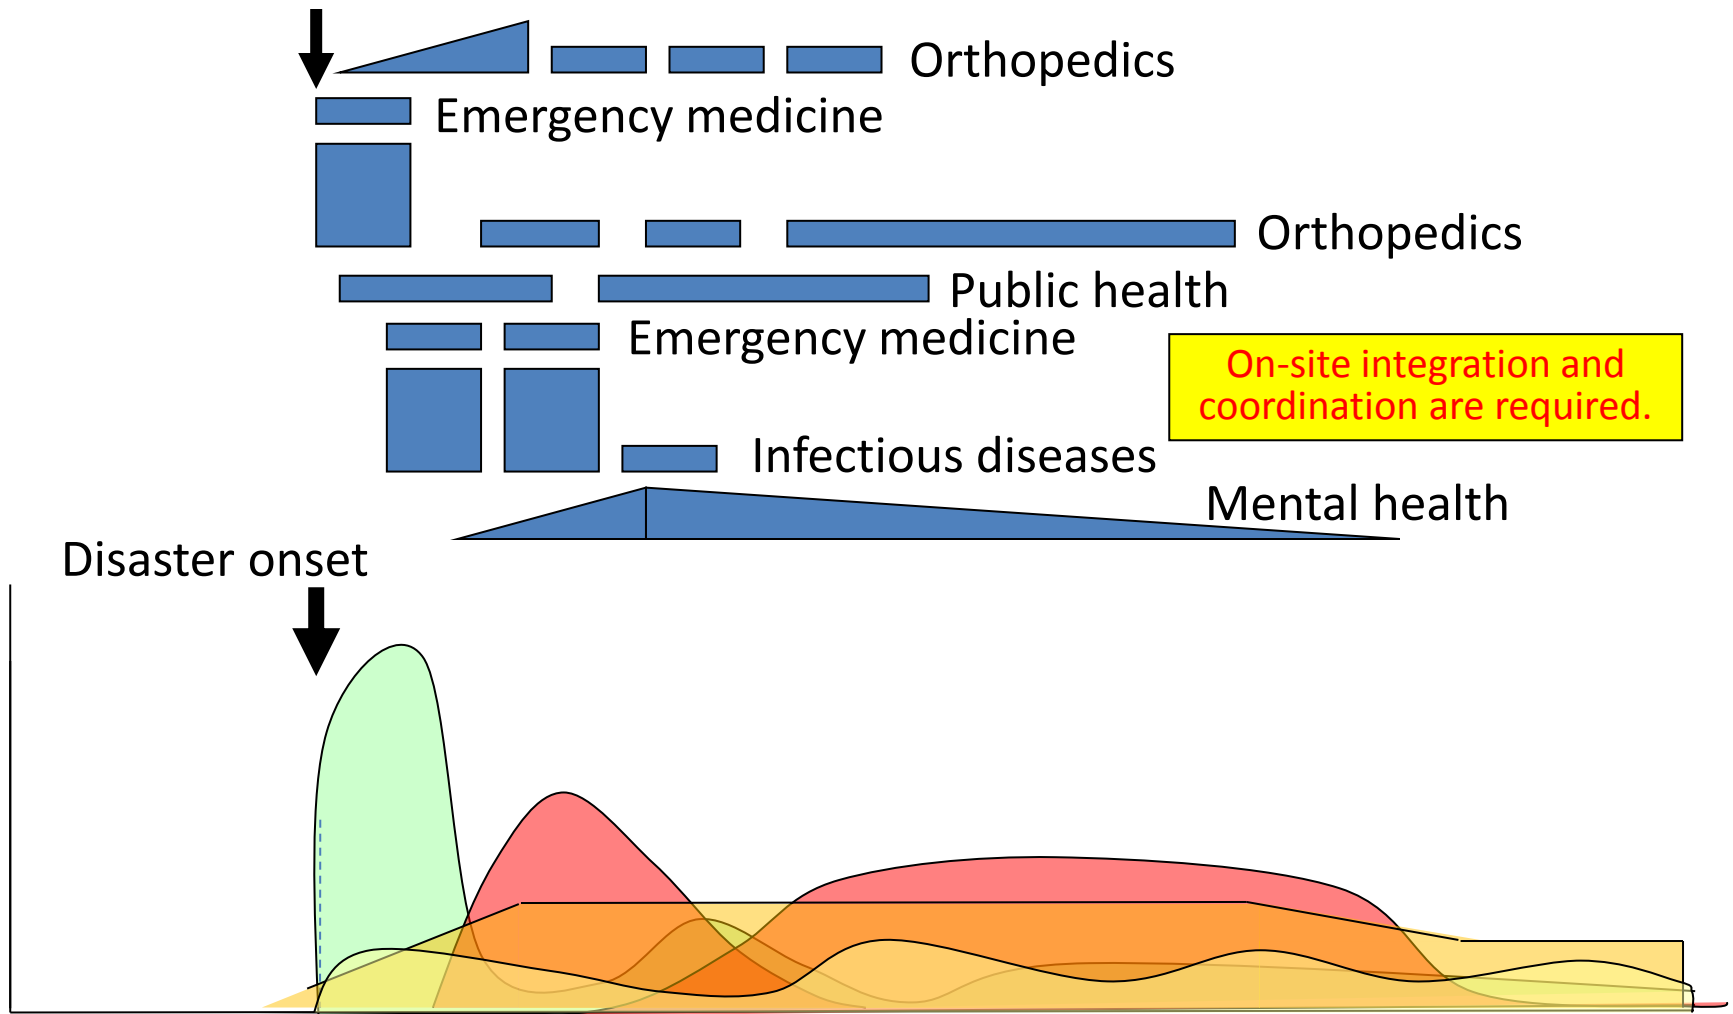 Orthopedics
Emergency medicine
Orthopedics
Public health
Emergency medicine
On-site integration and
coordination are required.
Infectious diseases
Mental health
Disaster onset